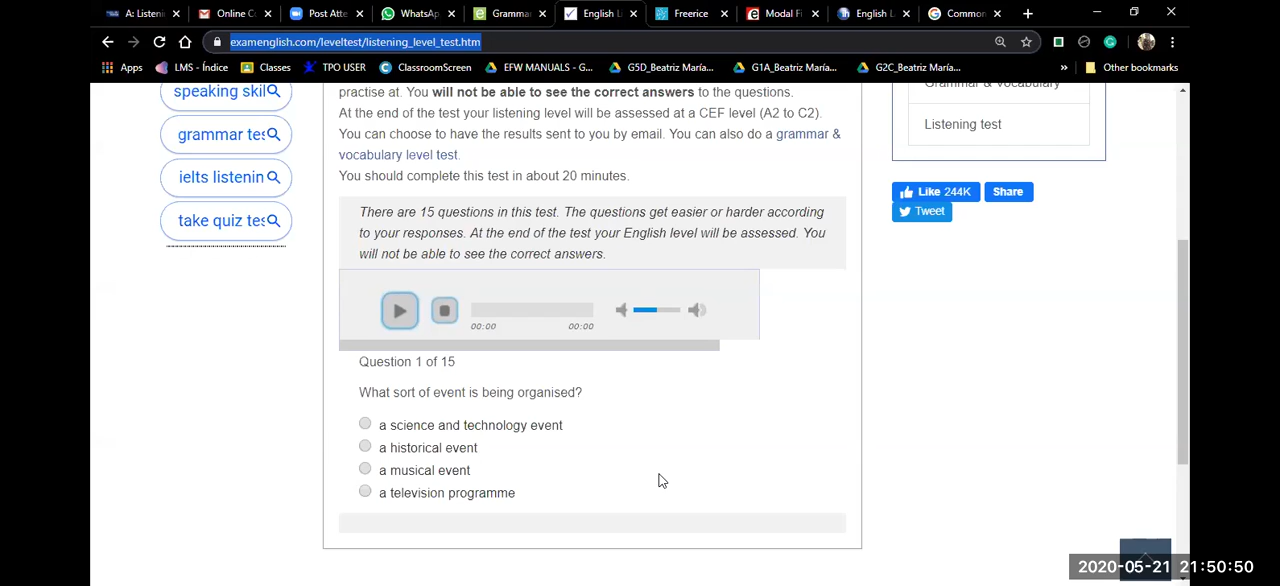 A: Listenin
Online C
Post Atte
WhatsAp
Grammar
English L
Freerice
Modal Fi
English L
Common
examenglish.com/leveltest/listening_level_test.htm
Apps
LMS - Índice
Classes
TPO USER
ClassroomScreen
EFW MANUALS - G...
G5D_Beatriz María...
G1A_Beatriz María...
G2C_Beatriz María...
»
Other bookmarks
speaking skil
grammar tes
ielts listenin
take quiz tes
practise at. You will not be able to see the correct answers to the questions.
At the end of the test your listening level will be assessed at a CEF level (A2 to C2).
You can choose to have the results sent to you by email. You can also do a grammar &
vocabulary level test.
You should complete this test in about 20 minutes.
There are 15 questions in this test. The questions get easier or harder according
to your responses. At the end of the test your English level will be assessed. You
will not be able to see the correct answers.
00:00
00:00
Question 1 of 15
What sort of event is being organised?
a science and technology event
a historical event
a musical event
a television programme
Grammar & Vocabulary
Listening test
Like 244K
Share
Tweet
2020-05-21 21:50:50